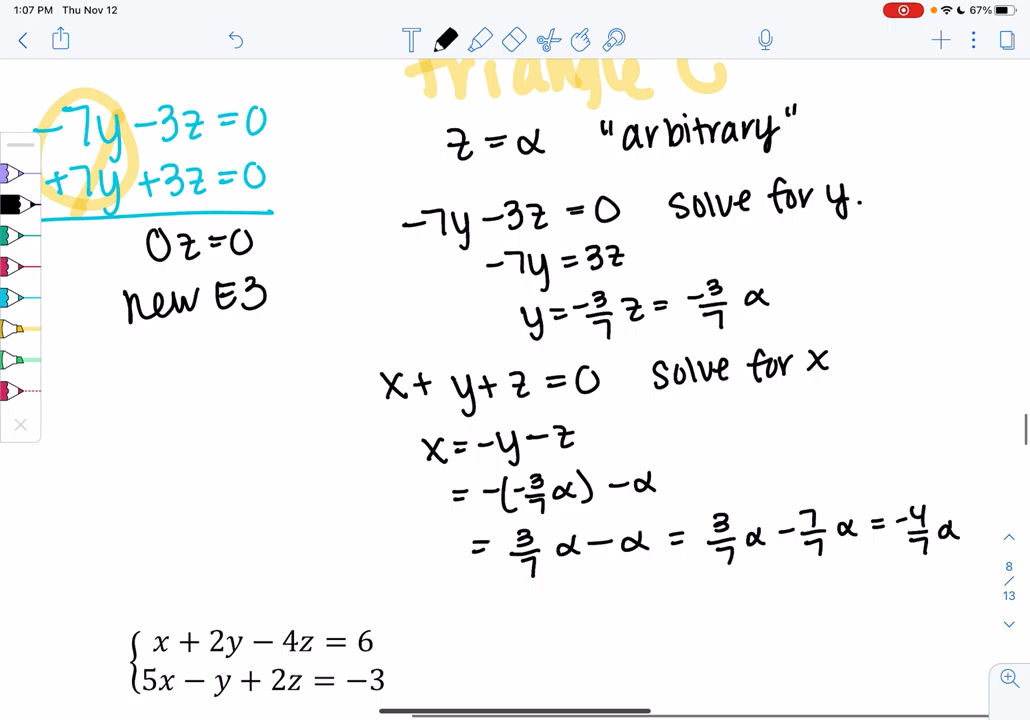 1:07 PM Thu Nov 12
67%
T
triangle
-7y -3z = 0
+7y +3z = 0
0z = 0
new E3
z = α "arbitrary"
-7y -3z = 0 solve for y.
-7y = 3z
y = -3/7 z = -3/7 α
x + y + z = 0 solve for x
x = -y - z
= -(-3/7 α) - α
= 3/7 α - α = 3/7 α - 7/7 α = -4/7 α
8
/
13
x + 2y − 4z = 6
5x − y + 2z = −3